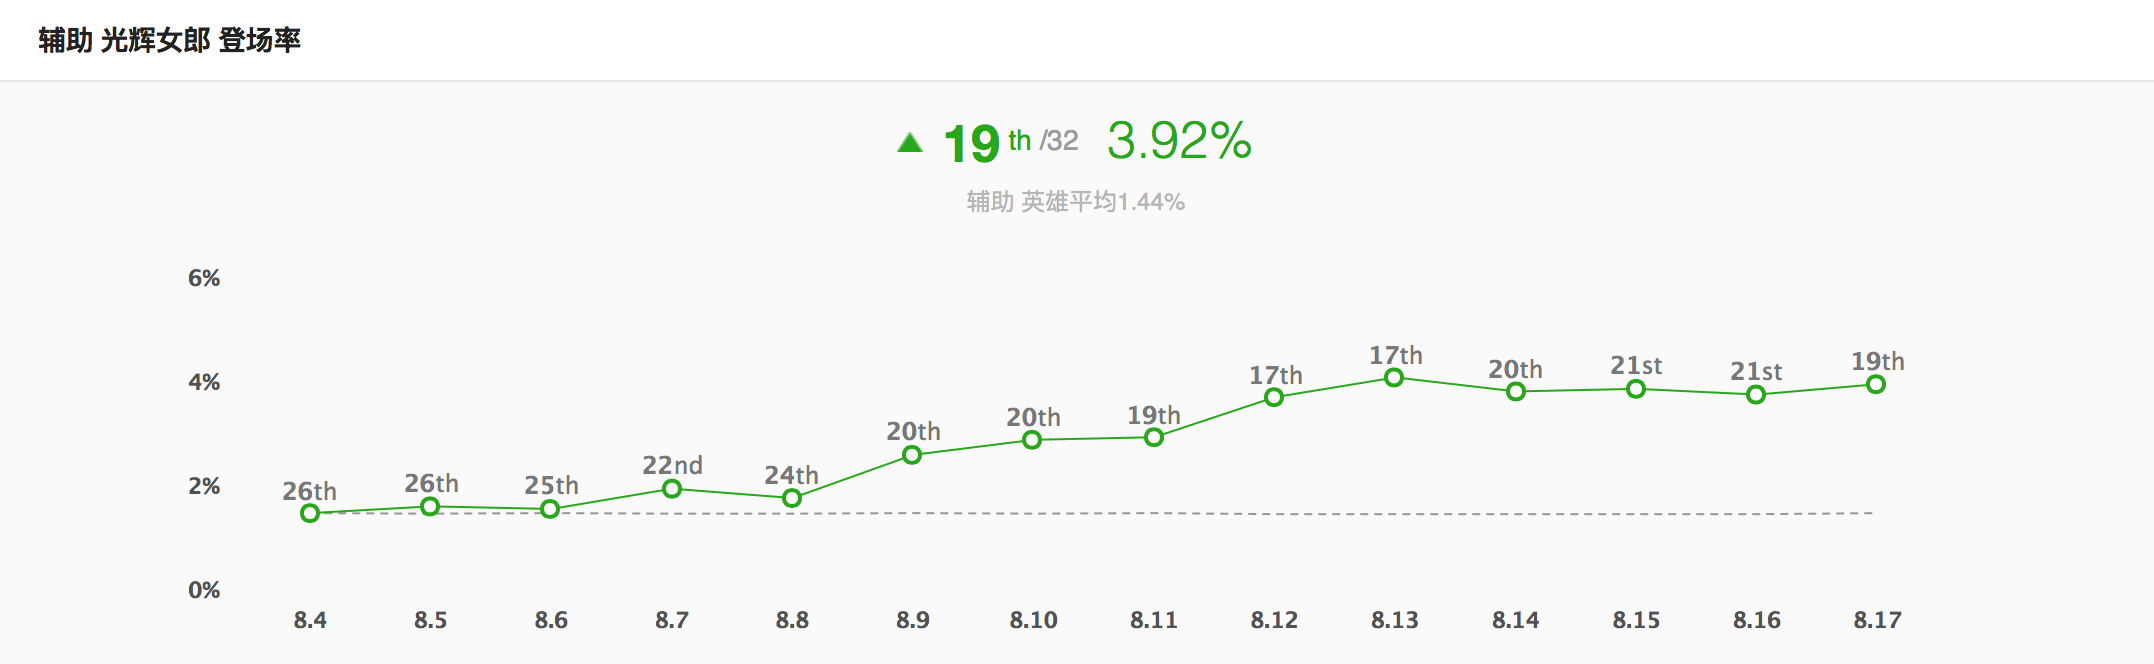 辅助 光辉女郎 登场率
▲ 19 th /32 3.92%
辅助 英雄平均1.44%
6%
4%
2%
0%
26th 26th 25th 22nd 24th 20th 20th 19th 17th 17th 20th 21st 21st 19th
8.4 8.5 8.6 8.7 8.8 8.9 8.10 8.11 8.12 8.13 8.14 8.15 8.16 8.17